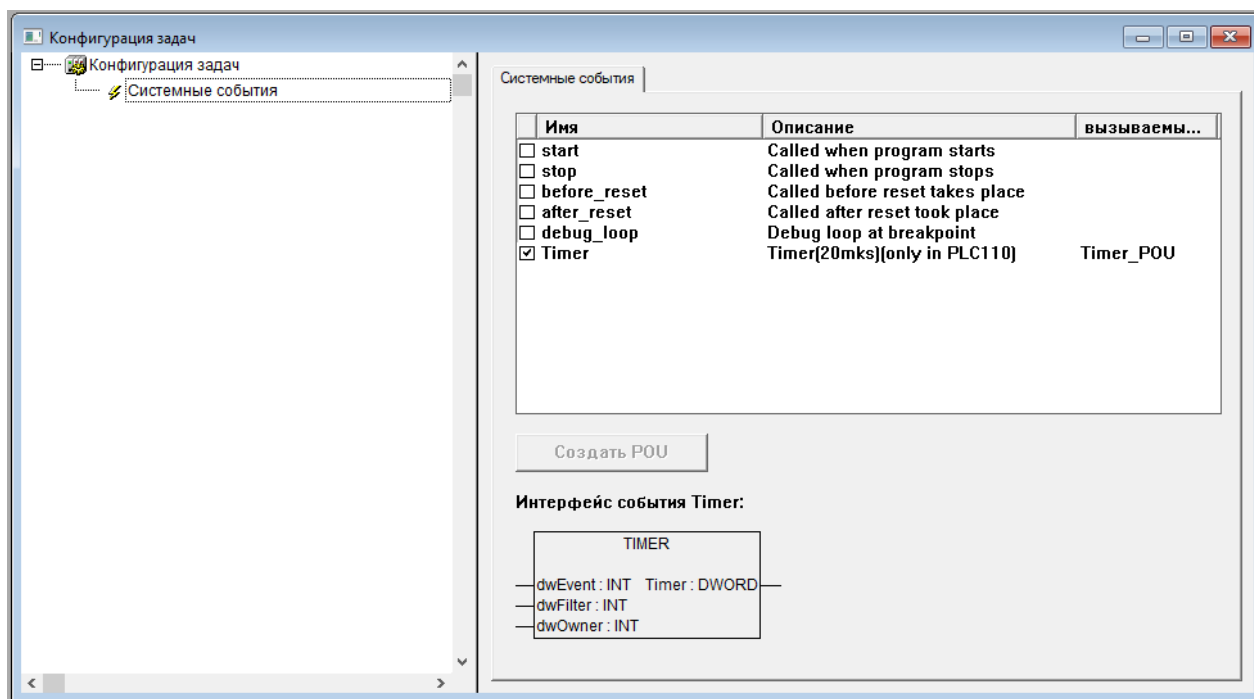 Конфигурация задач
Конфигурация задач
Системные события
Системные события
Имя Описание вызываемы...
start Called when program starts
stop Called when program stops
before_reset Called before reset takes place
after_reset Called after reset took place
debug_loop Debug loop at breakpoint
Timer Timer(20mks)(only in PLC110) Timer_POU
Создать POU
Интерфейс события Timer:
TIMER
dwEvent : INT Timer : DWORD
dwFilter : INT
dwOwner : INT